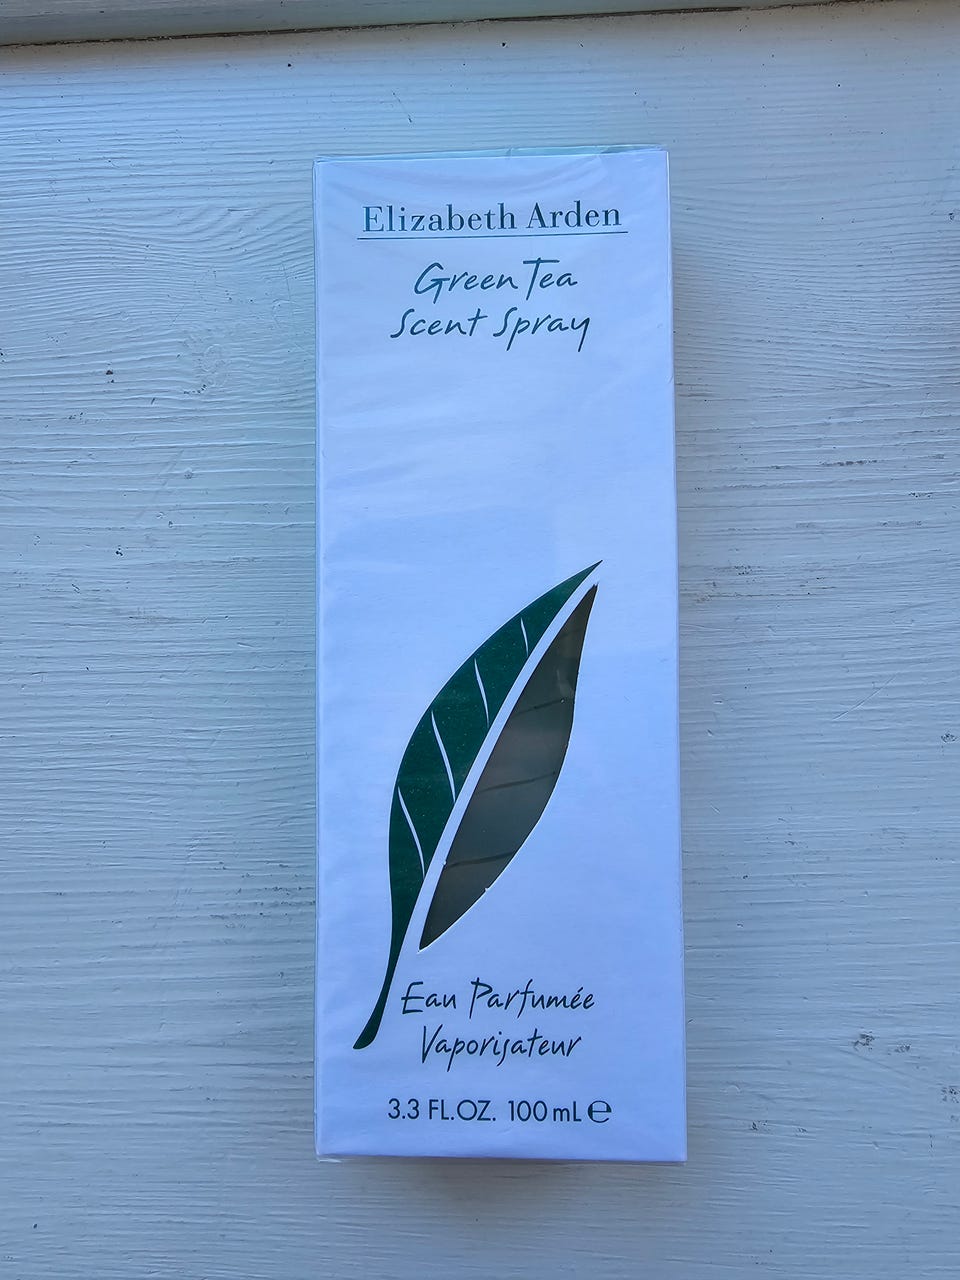 Elizabeth Arden
Green Tea
Scent Spray
Eau Parfumée
Vaporisateur
3.3 FL.OZ. 100 mL ℮